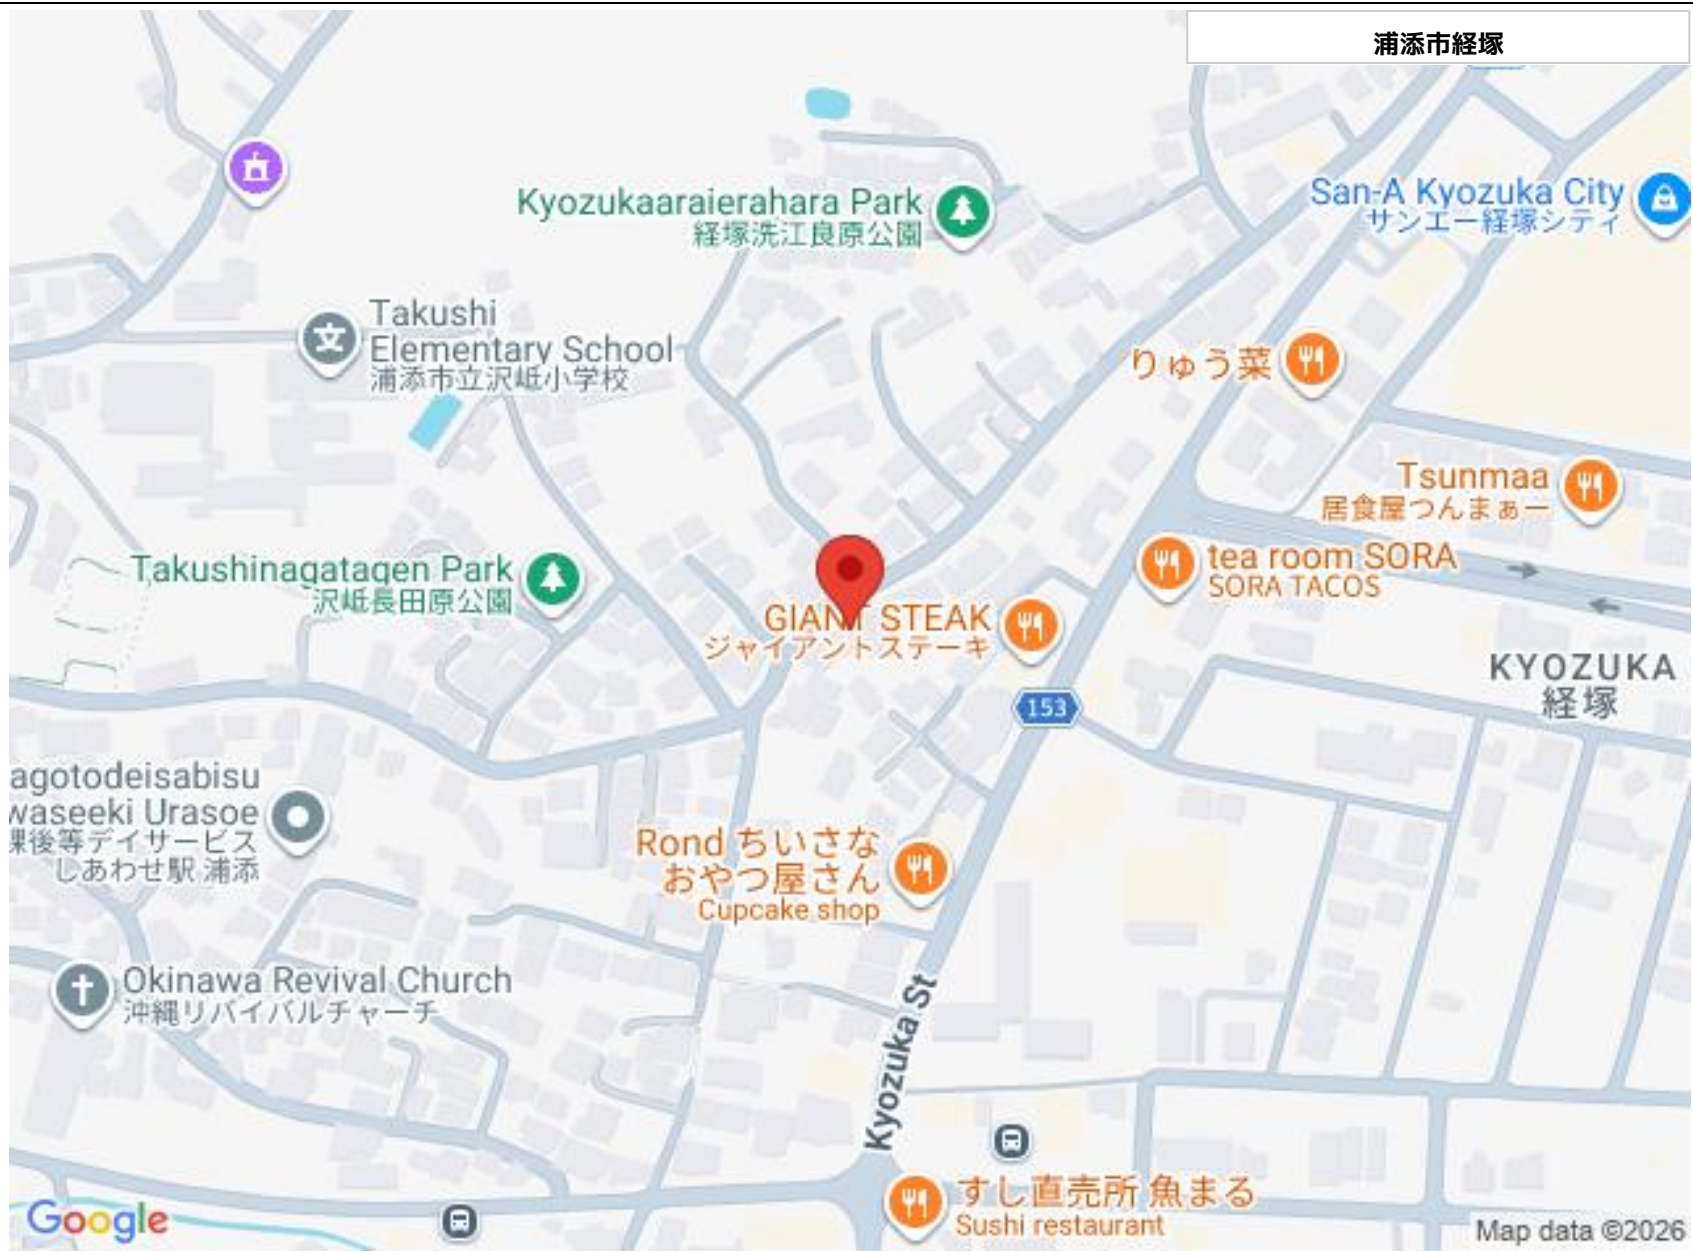 浦添市経塚
San-A Kyozuka City
サンエー経塚シティ
Kyozukaaraierahara Park
経塚洗江良原公園
Takushi
Elementary School
浦添市立沢岻小学校
りゅう菜
Tsunmaa
居食屋つんまぁー
tea room SORA
SORA TACOS
Takushinagatagen Park
沢岻長田原公園
GIANT STEAK
ジャイアントステーキ
KYOZUKA
経塚
153
agotodeisabisu
waseeki Urasoe
課後等デイサービス
しあわせ駅 浦添
Rond ちいさな
おやつ屋さん
Cupcake shop
Okinawa Revival Church
沖縄リバイバルチャーチ
Kyozuka St
すし直売所 魚まる
Sushi restaurant
Google
Map data ©2026